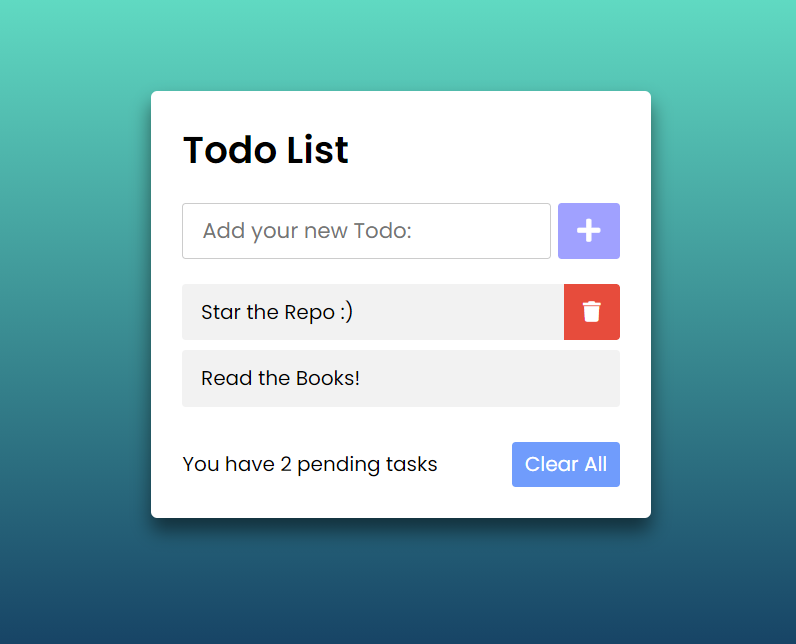 Todo List
Add your new Todo:
Star the Repo :)
Read the Books!
You have 2 pending tasks
Clear All